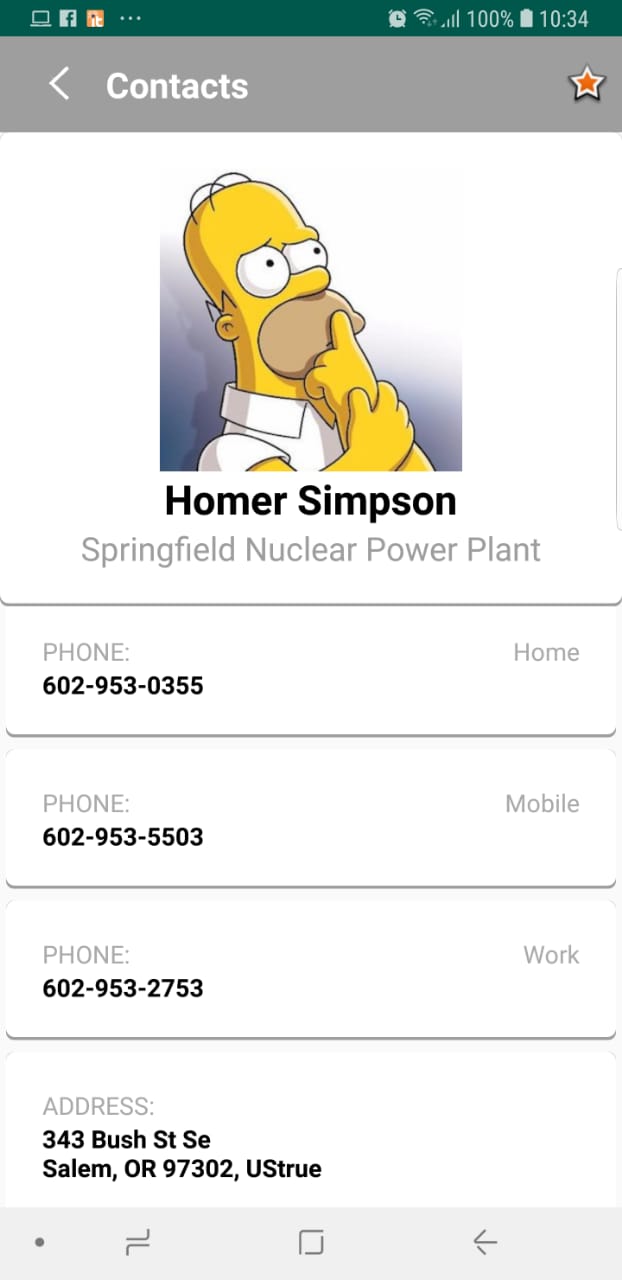 100% 10:34
Contacts
Homer Simpson
Springfield Nuclear Power Plant
PHONE: Home
602-953-0355
PHONE: Mobile
602-953-5503
PHONE: Work
602-953-2753
ADDRESS:
343 Bush St Se
Salem, OR 97302, UStrue